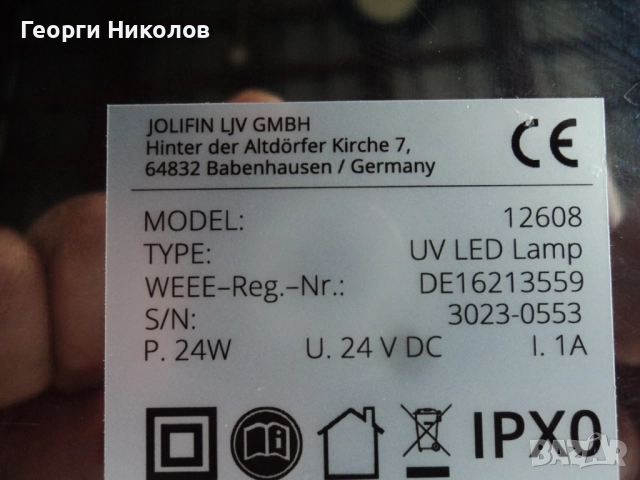 Георги Николов
JOLIFIN LJV GMBH
Hinter der Altdörfer Kirche 7,
64832 Babenhausen / Germany
CE
MODEL: 12608
TYPE: UV LED Lamp
WEEE–Reg.–Nr.: DE16213559
S/N: 3023-0553
P. 24W U. 24 V DC I. 1A
IPX0
BAZAR